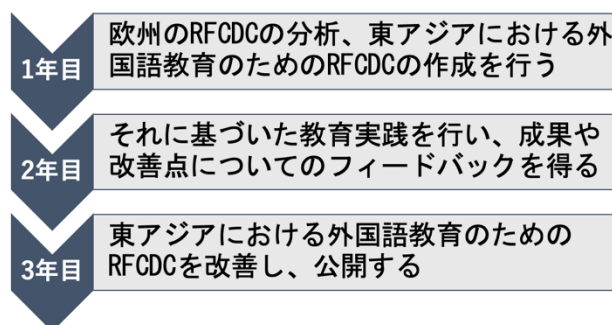 1年目
欧州のRFCDCの分析、東アジアにおける外
国語教育のためのRFCDCの作成を行う
2年目
それに基づいた教育実践を行い、成果や
改善点についてのフィードバックを得る
3年目
東アジアにおける外国語教育のための
RFCDCを改善し、公開する